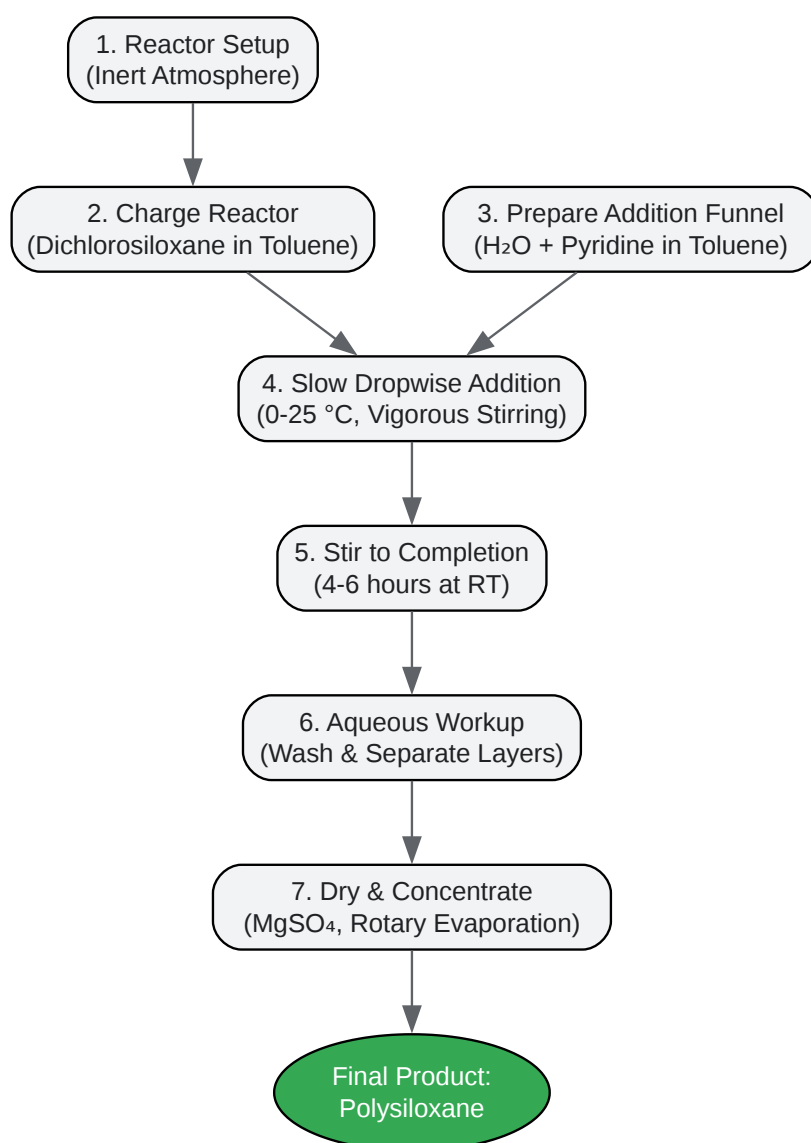 1. Reactor Setup
(Inert Atmosphere)
2. Charge Reactor
(Dichlorosiloxane in Toluene)
3. Prepare Addition Funnel
(H₂O + Pyridine in Toluene)
4. Slow Dropwise Addition
(0-25 °C, Vigorous Stirring)
5. Stir to Completion
(4-6 hours at RT)
6. Aqueous Workup
(Wash & Separate Layers)
7. Dry & Concentrate
(MgSO₄, Rotary Evaporation)
Final Product:
Polysiloxane